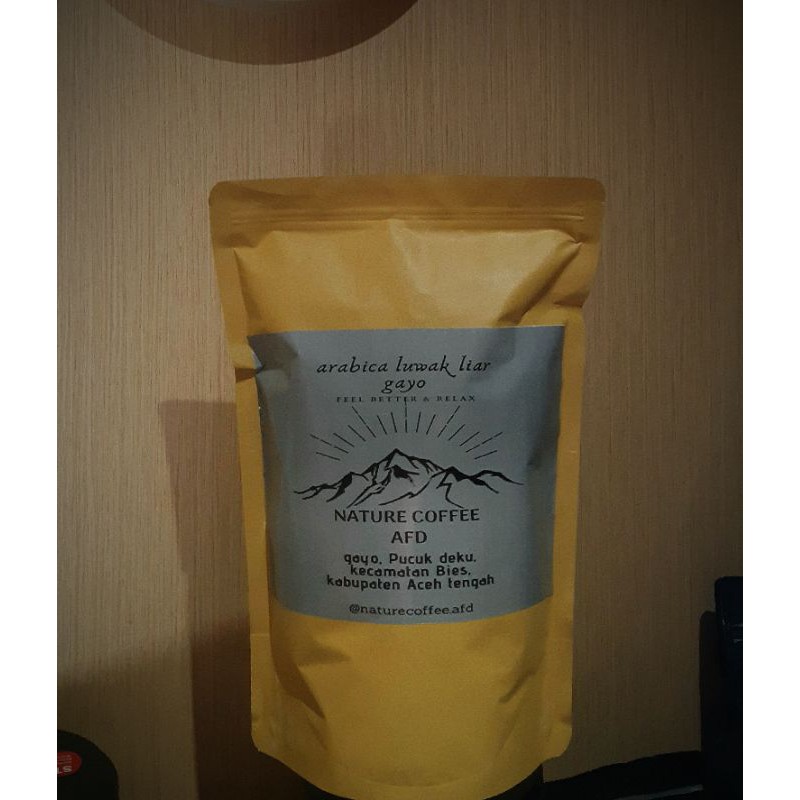 arabica luwak liar
gayo
FEEL BETTER & RELAX
NATURE COFFEE
AFD
gayo, Pucuk deku,
kecamatan Bies,
kabupaten Aceh tengah
@naturecoffee.afd